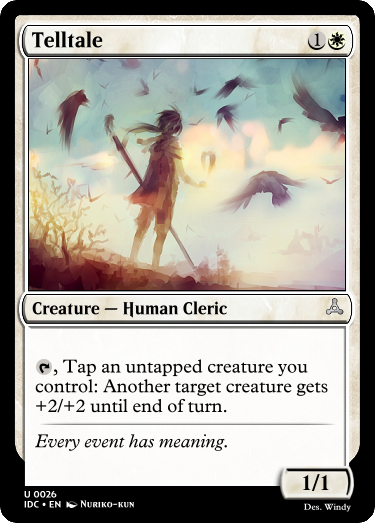 Telltale 1
Creature — Human Cleric
, Tap an untapped creature you
control: Another target creature gets
+2/+2 until end of turn.
Every event has meaning.
1/1
U 0026
IDC • EN Nuriko-kun
Des. Windy